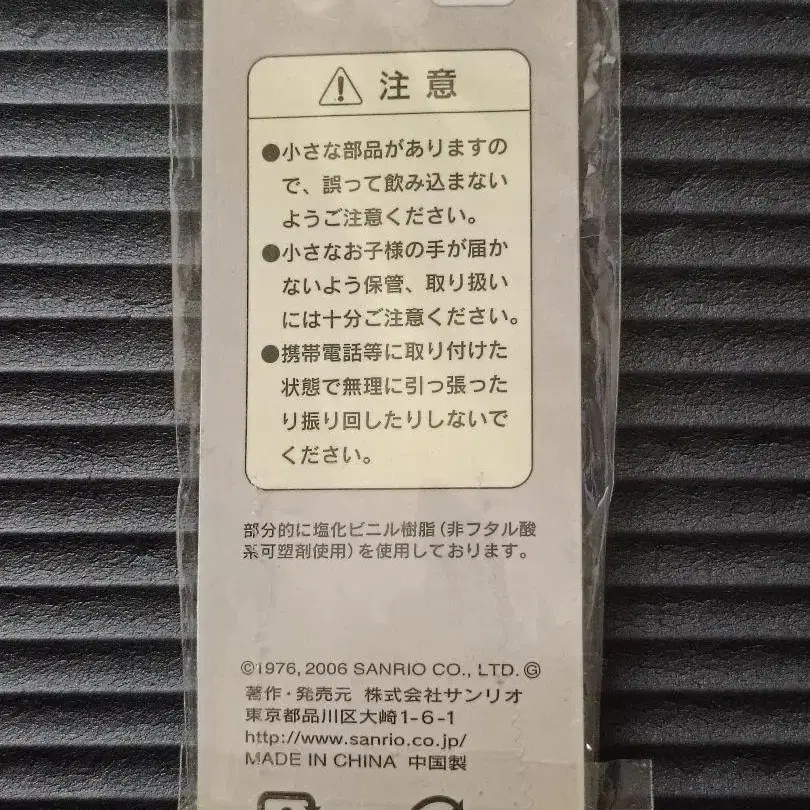 注意
●小さな部品がありますの
で、誤って飲み込まない
ようご注意ください。
●小さなお子様の手が届か
ないよう保管、取り扱い
には十分ご注意ください。
●携帯電話等に取り付けた
状態で無理に引っ張った
り振り回したりしないで
ください。
部分的に塩化ビニル樹脂(非フタル酸
系可塑剤使用)を使用しております。
©1976, 2006 SANRIO CO., LTD. Ⓖ
著作・発売元 株式会社サンリオ
東京都品川区大崎1-6-1
http://www.sanrio.co.jp/
MADE IN CHINA 中国製